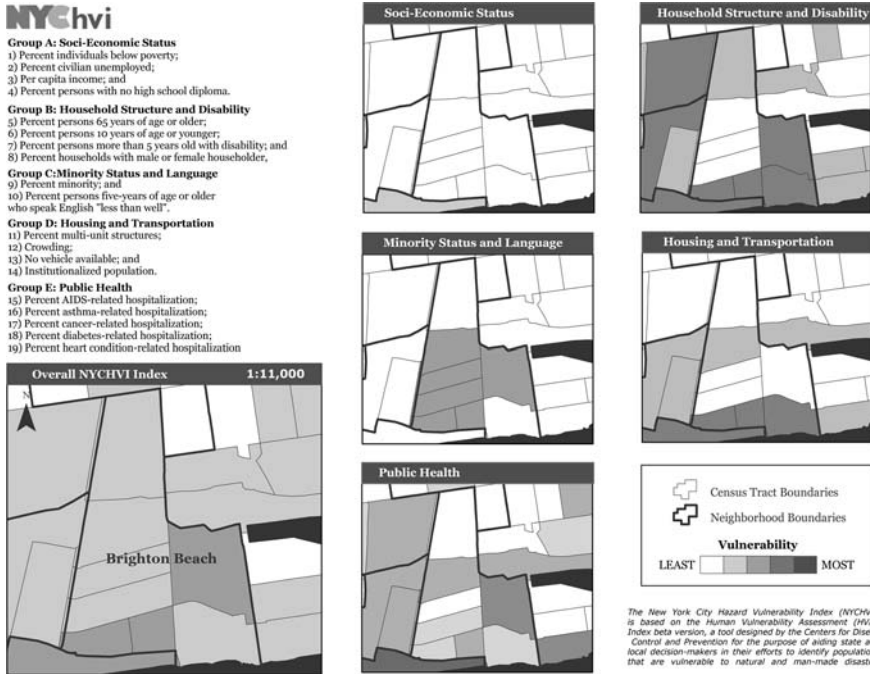 NYChvi
Group A: Soci-Economic Status
1) Percent individuals below poverty;
2) Percent civilian unemployed;
3) Per capita income; and
4) Percent persons with no high school diploma.
Group B: Household Structure and Disability
5) Percent persons 65 years of age or older;
6) Percent persons 10 years of age or younger;
7) Percent persons more than 5 years old with disability; and
8) Percent households with male or female householder,
Group C:Minority Status and Language
9) Percent minority; and
10) Percent persons five-years of age or older
who speak English "less than well".
Group D: Housing and Transportation
11) Percent multi-unit structures;
12) Crowding;
13) No vehicle available; and
14) Institutionalized population.
Group E: Public Health
15) Percent AIDS-related hospitalization;
16) Percent asthma-related hospitalization;
17) Percent cancer-related hospitalization;
18) Percent diabetes-related hospitalization;
19) Percent heart condition-related hospitalization
Overall NYCHVI Index 1:11,000
N
Brighton Beach
Soci-Economic Status
Household Structure and Disability
Minority Status and Language
Housing and Transportation
Public Health
Census Tract Boundaries
Neighborhood Boundaries
Vulnerability
LEAST MOST
The New York City Hazard Vulnerability Index (NYCHV
is based on the Human Vulnerability Assessment (HV
Index beta version, a tool designed by the Centers for Dise
Control and Prevention for the purpose of aiding state a
local decision-makers in their efforts to identify populatio
that are vulnerable to natural and man-made disast